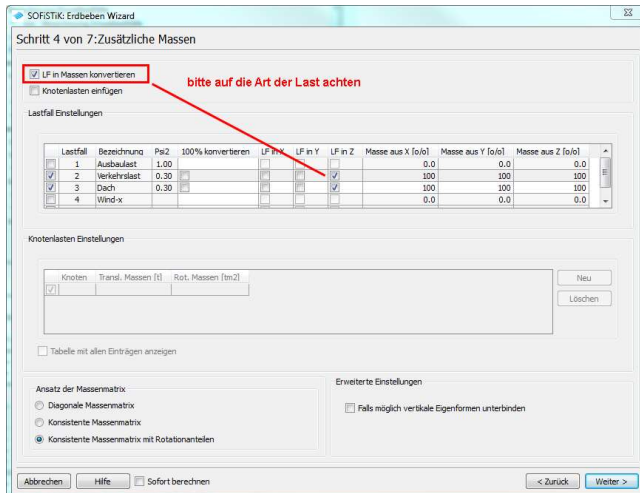 SOFiSTiK: Erdbeben Wizard
Schritt 4 von 7:Zusätzliche Massen
LF in Massen konvertieren
bitte auf die Art der Last achten
Knotenlasten einfügen
Lastfall Einstellungen
Lastfall Bezeichnung Psi2 100% konvertieren LF in X LF in Y LF in Z Masse aus X [o/o] Masse aus Y [o/o] Masse aus Z [o/o]
1 Ausbaulast 1.00 0.0 0.0 0.0
2 Verkehrslast 0.30 100 100 100
3 Dach 0.30 100 100 100
4 Wind-x 0.0 0.0 0.0
Knotenlasten Einstellungen
Knoten Transl. Massen [t] Rot. Massen [tm2]
Neu
Löschen
Tabelle mit allen Einträgen anzeigen
Ansatz der Massenmatrix
Diagonale Massenmatrix
Konsistente Massenmatrix
Konsistente Massenmatrix mit Rotationanteilen
Erweiterte Einstellungen
Falls möglich vertikale Eigenformen unterbinden
Abbrechen Hilfe Sofort berechnen < Zurück Weiter >